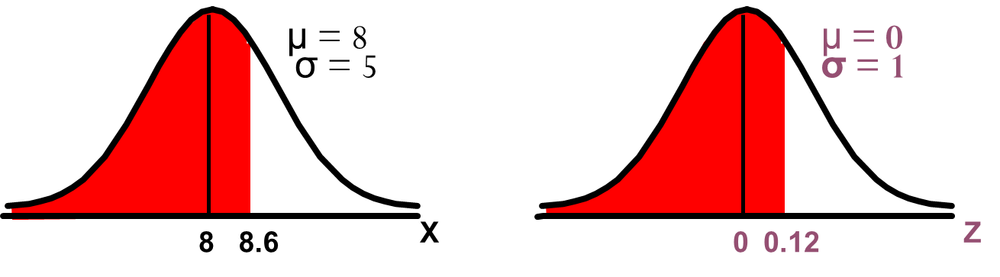 μ = 8
σ = 5
8 8.6
X
μ = 0
σ = 1
0 0.12
Z